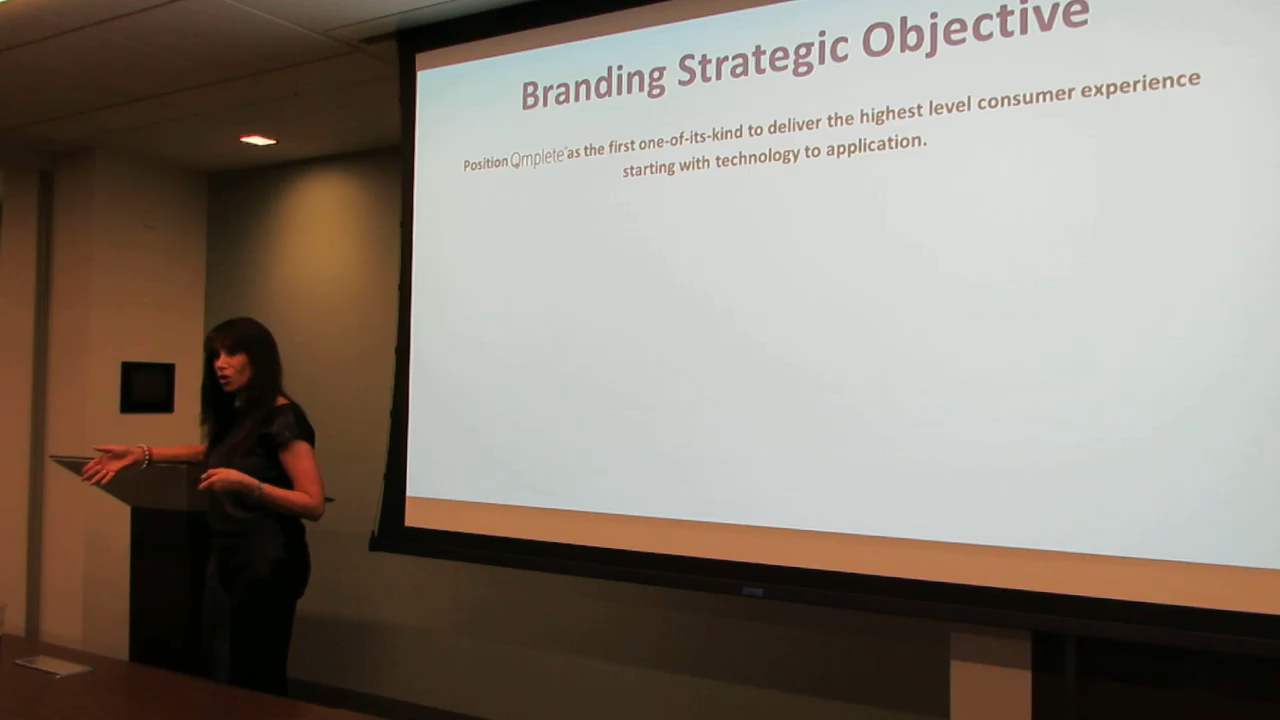 Branding Strategic Objective
Position Qmplete as the first one-of-its-kind to deliver the highest level consumer experience
starting with technology to application.